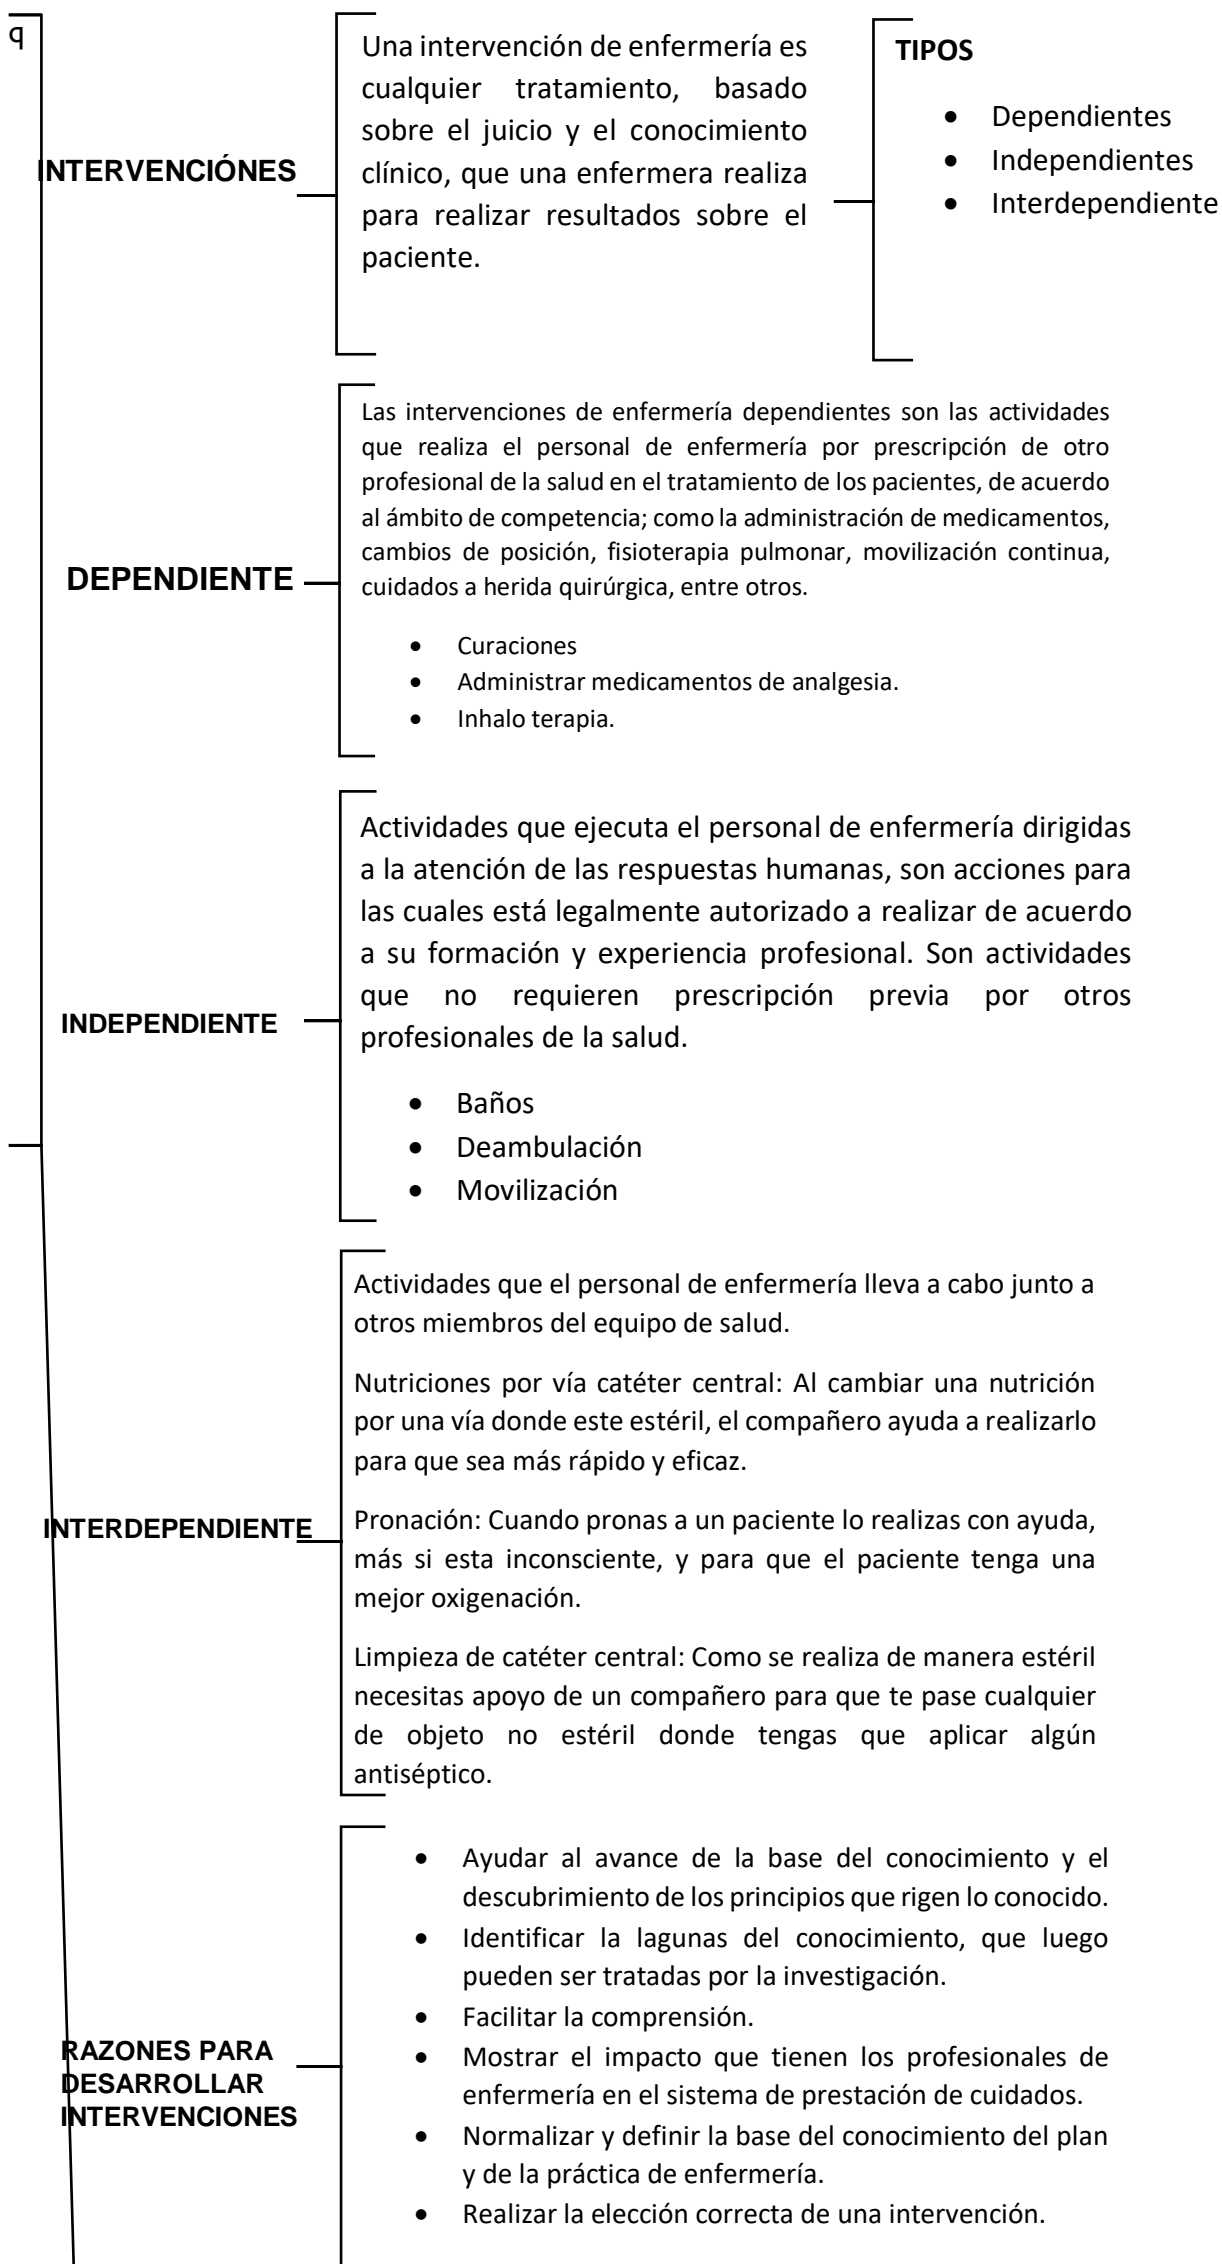 q
INTERVENCIÓNES
Una intervención de enfermería es
cualquier tratamiento, basado
sobre el juicio y el conocimiento
clínico, que una enfermera realiza
para realizar resultados sobre el
paciente.
TIPOS
• Dependientes
• Independientes
• Interdependiente
DEPENDIENTE
Las intervenciones de enfermería dependientes son las actividades
que realiza el personal de enfermería por prescripción de otro
profesional de la salud en el tratamiento de los pacientes, de acuerdo
al ámbito de competencia; como la administración de medicamentos,
cambios de posición, fisioterapia pulmonar, movilización continua,
cuidados a herida quirúrgica, entre otros.
• Curaciones
• Administrar medicamentos de analgesia.
• Inhalo terapia.
INDEPENDIENTE
Actividades que ejecuta el personal de enfermería dirigidas
a la atención de las respuestas humanas, son acciones para
las cuales está legalmente autorizado a realizar de acuerdo
a su formación y experiencia profesional. Son actividades
que no requieren prescripción previa por otros
profesionales de la salud.
• Baños
• Deambulación
• Movilización
INTERDEPENDIENTE
Actividades que el personal de enfermería lleva a cabo junto a
otros miembros del equipo de salud.
Nutriciones por vía catéter central: Al cambiar una nutrición
por una vía donde este estéril, el compañero ayuda a realizarlo
para que sea más rápido y eficaz.
Pronación: Cuando pronas a un paciente lo realizas con ayuda,
más si esta inconsciente, y para que el paciente tenga una
mejor oxigenación.
Limpieza de catéter central: Como se realiza de manera estéril
necesitas apoyo de un compañero para que te pase cualquier
de objeto no estéril donde tengas que aplicar algún
antiséptico.
RAZONES PARA
DESARROLLAR
INTERVENCIONES
• Ayudar al avance de la base del conocimiento y el
descubrimiento de los principios que rigen lo conocido.
• Identificar la lagunas del conocimiento, que luego
pueden ser tratadas por la investigación.
• Facilitar la comprensión.
• Mostrar el impacto que tienen los profesionales de
enfermería en el sistema de prestación de cuidados.
• Normalizar y definir la base del conocimiento del plan
y de la práctica de enfermería.
• Realizar la elección correcta de una intervención.